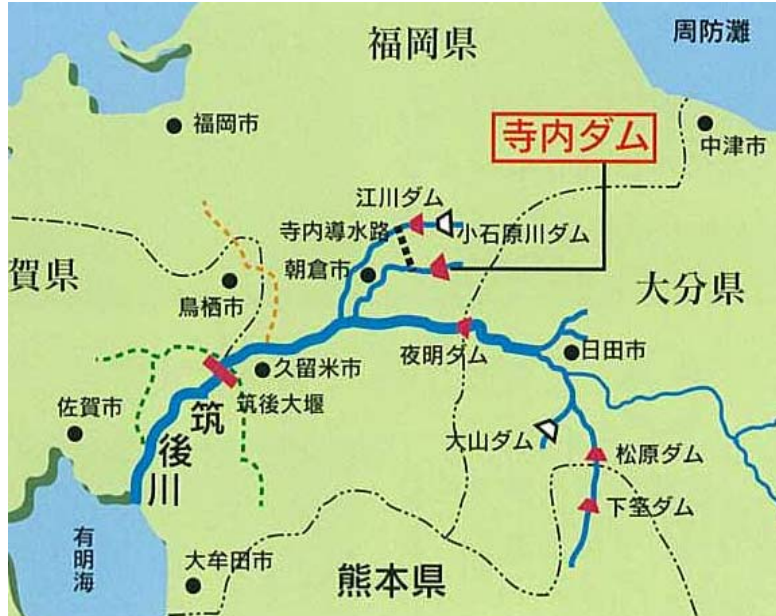 福岡県
周防灘
福岡市
寺内ダム
中津市
江川ダム
寺内導水路
小石原川ダム
賀県
朝倉市
鳥栖市
大分県
夜明ダム
日田市
久留米市
筑後大堰
佐賀市
筑後川
大山ダム
松原ダム
下筌ダム
有明海
大牟田市
熊本県